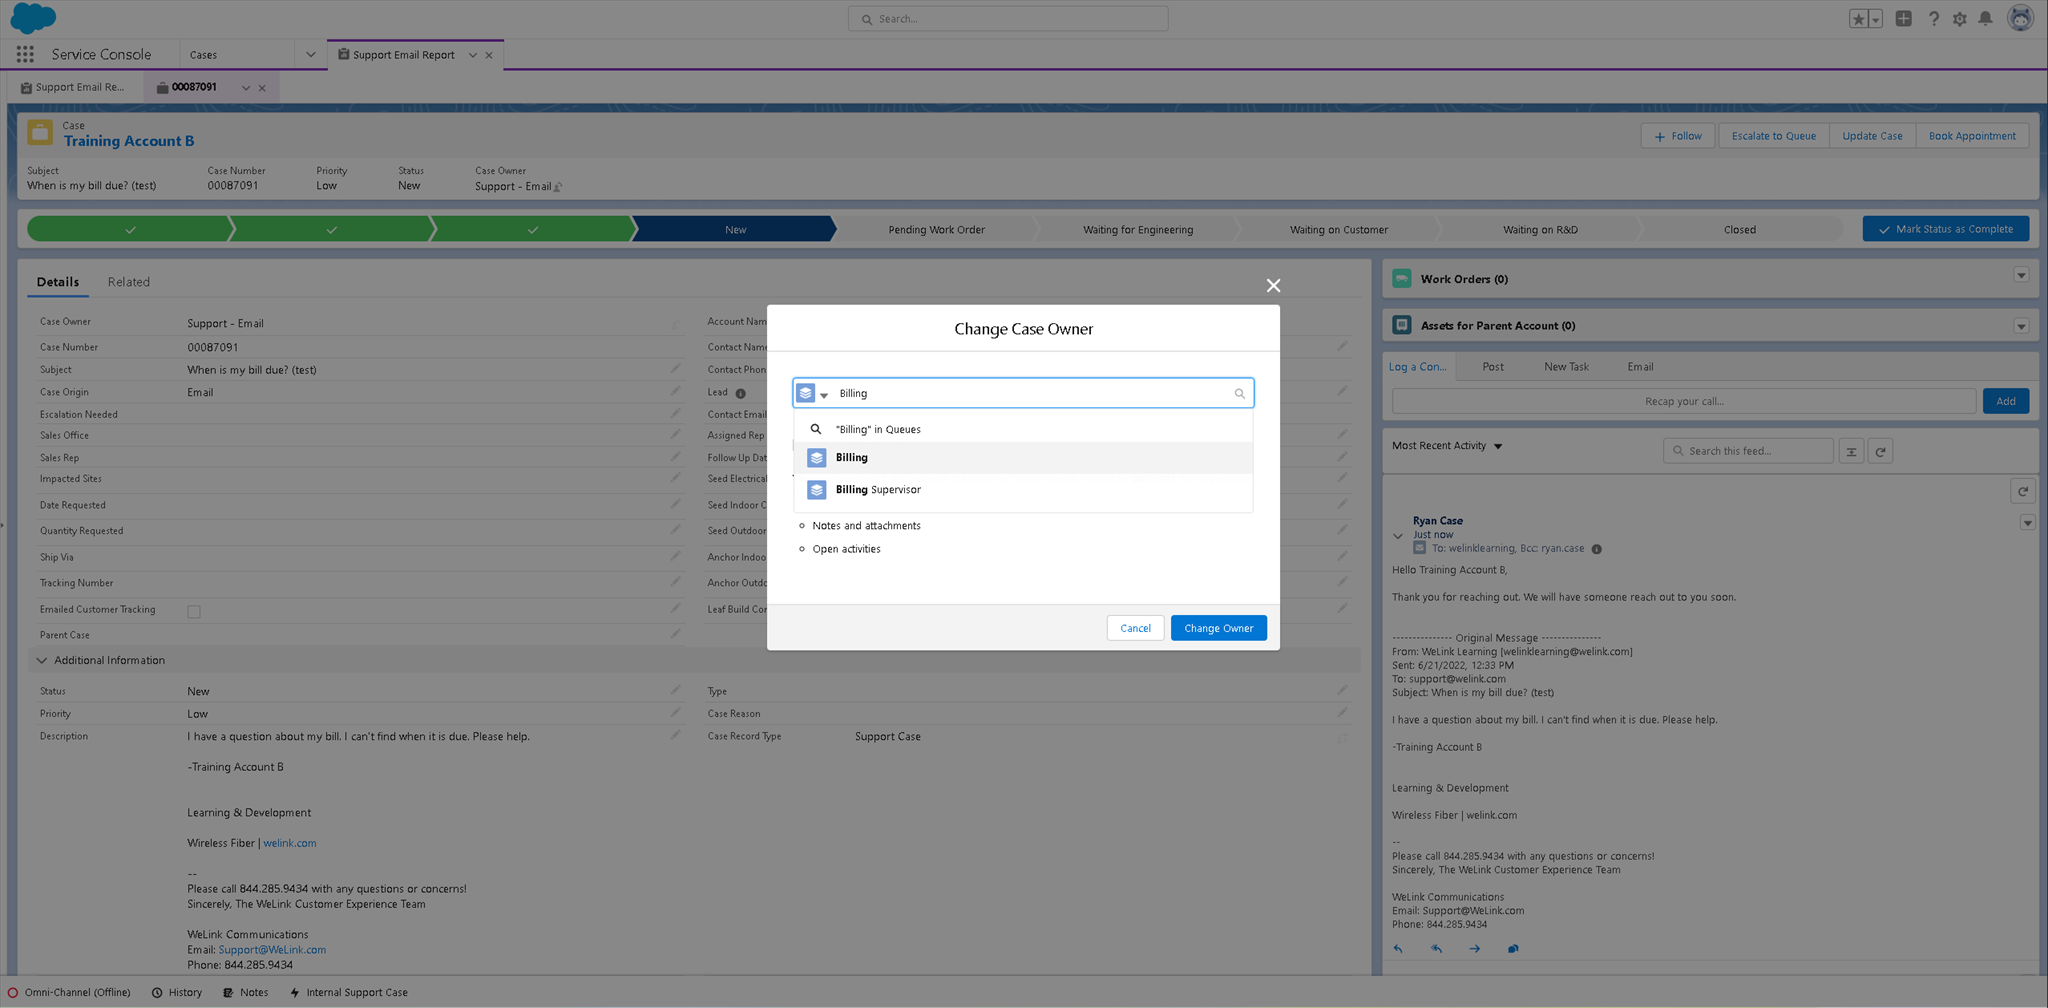 Search...
Service Console
Cases
Support Email Report
Support Email Re...
00087091
Case
Training Account B
Follow
Escalate to Queue
Update Case
Book Appointment
Subject
Case Number
Priority
Status
Case Owner
When is my bill due? (test)
00087091
Low
New
Support - Email
New
Pending Work Order
Waiting for Engineering
Waiting on Customer
Waiting on R&D
Closed
Mark Status as Complete
Details
Related
Case Owner
Support - Email
Case Number
00087091
Subject
When is my bill due? (test)
Case Origin
Email
Escalation Needed
Sales Office
Sales Rep
Impacted Sites
Date Requested
Quantity Requested
Ship Via
Tracking Number
Emailed Customer Tracking
Parent Case
Account Nam
Contact Name
Contact Phon
Lead
Contact Email
Assigned Rep
Follow Up Dat
Seed Electrical
Seed Indoor C
Seed Outdoor
Anchor Indoo
Anchor Outdo
Leaf Build Cor
Additional Information
Status
New
Type
Priority
Low
Case Reason
Description
I have a question about my bill. I can't find when it is due. Please help.
Case Record Type
Support Case
-Training Account B
Learning & Development
Wireless Fiber | welink.com
--
Please call 844.285.9434 with any questions or concerns!
Sincerely, The WeLink Customer Experience Team
WeLink Communications
Email: Support@WeLink.com
Phone: 844.285.9434
Change Case Owner
Billing
"Billing" in Queues
Billing
Billing Supervisor
Notes and attachments
Open activities
Cancel
Change Owner
Work Orders (0)
Assets for Parent Account (0)
Log a Con...
Post
New Task
Email
Recap your call...
Add
Most Recent Activity
Search this feed...
Ryan Case
Just now
To: welinklearning, Bcc: ryan.case
Hello Training Account B,
Thank you for reaching out. We will have someone reach out to you soon.
--------------- Original Message ---------------
From: WeLink Learning [welinklearning@welink.com]
Sent: 6/21/2022, 12:33 PM
To: support@welink.com
Subject: When is my bill due? (test)
I have a question about my bill. I can't find when it is due. Please help.
-Training Account B
Learning & Development
Wireless Fiber | welink.com
--
Please call 844.285.9434 with any questions or concerns!
Sincerely, The WeLink Customer Experience Team
WeLink Communications
Email: Support@WeLink.com
Phone: 844.285.9434
Omni-Channel (Offline)
History
Notes
Internal Support Case